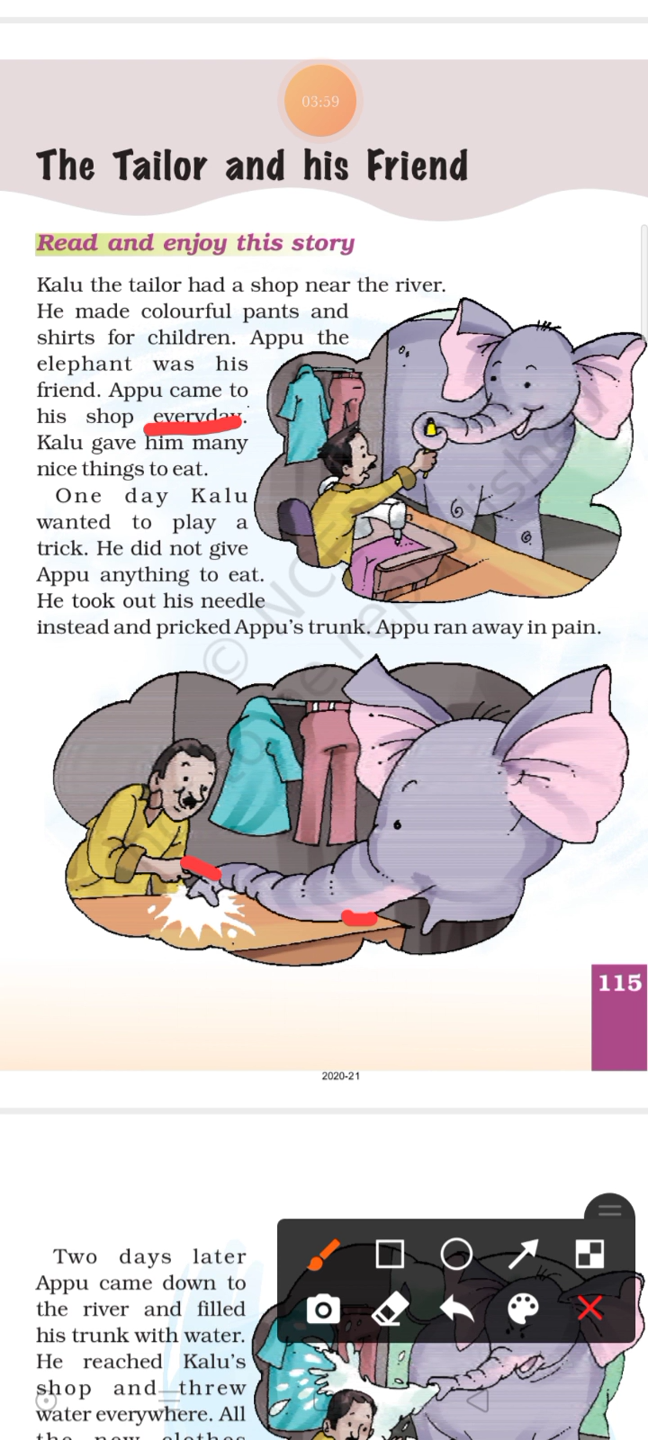 03:59
The Tailor and his Friend
Read and enjoy this story
Kalu the tailor had a shop near the river.
He made colourful pants and
shirts for children. Appu the
elephant was his
friend. Appu came to
his shop everyday.
Kalu gave him many
nice things to eat.
One day Kalu
wanted to play a
trick. He did not give
Appu anything to eat.
He took out his needle
instead and pricked Appu's trunk. Appu ran away in pain.
115
2020-21
Two days later
Appu came down to
the river and filled
his trunk with water.
He reached Kalu's
shop and threw
water everywhere. All
the new clothes